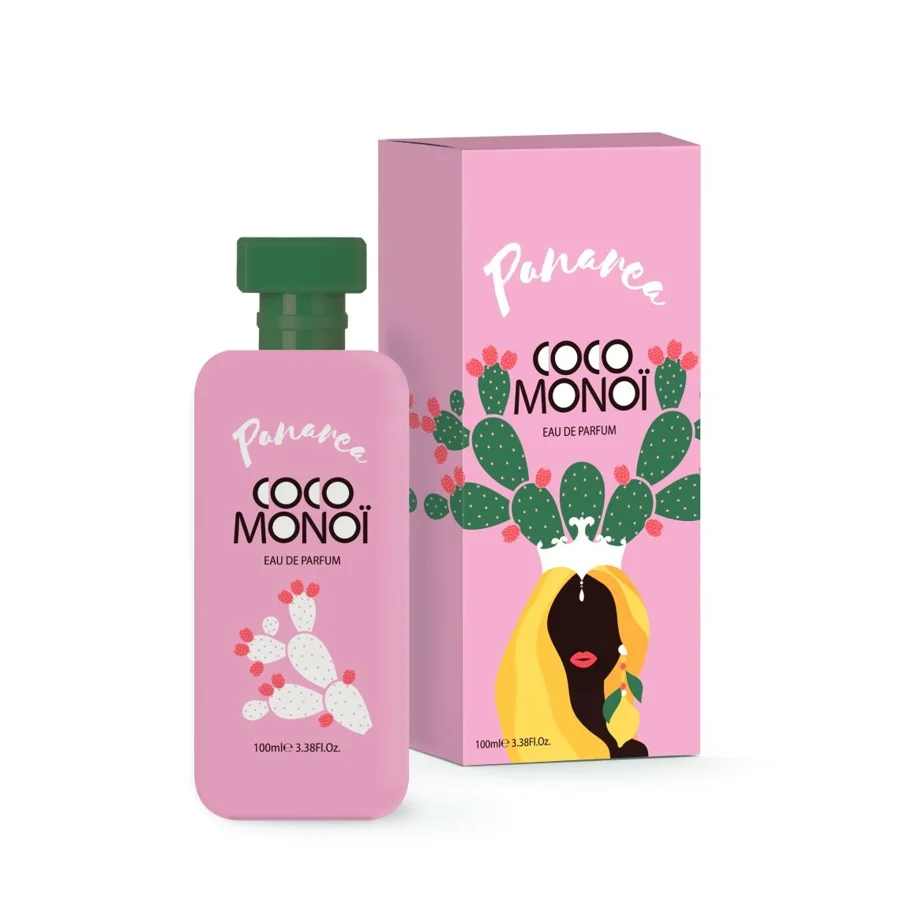 Panarea
COCO
MONOÏ
EAU DE PARFUM
100ml℮ 3.38Fl.Oz.
Panarea
COCO
MONOÏ
EAU DE PARFUM
100ml℮ 3.38Fl.Oz.